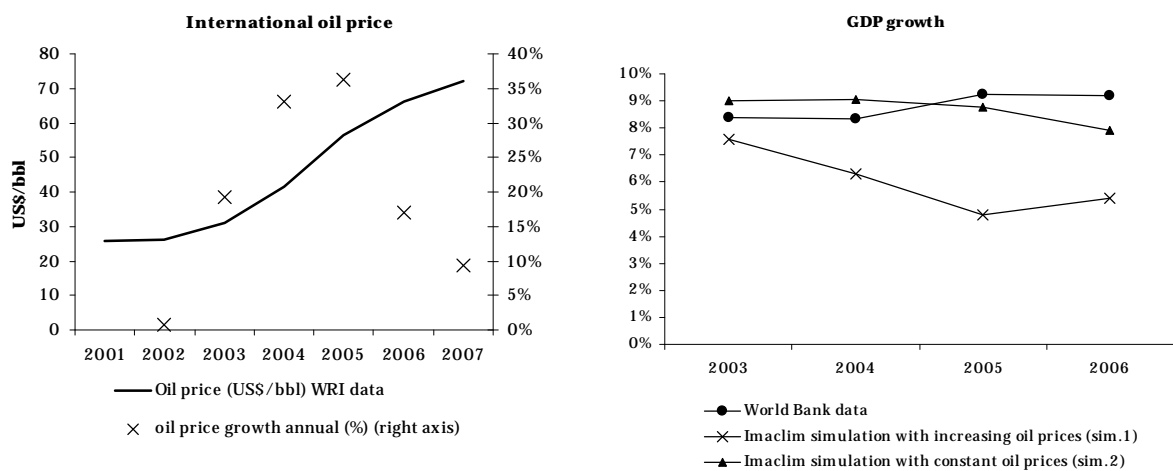 International oil price
80
70
60
50
40
30
20
10
0
US$/bbl
40%
35%
30%
25%
20%
15%
10%
5%
0%
2001 2002 2003 2004 2005 2006 2007
Oil price (US$/bbl) WRI data
oil price growth annual (%) (right axis)
GDP growth
10%
9%
8%
7%
6%
5%
4%
3%
2%
1%
0%
2003 2004 2005 2006
World Bank data
Imaclim simulation with increasing oil prices (sim.1)
Imaclim simulation with constant oil prices (sim.2)